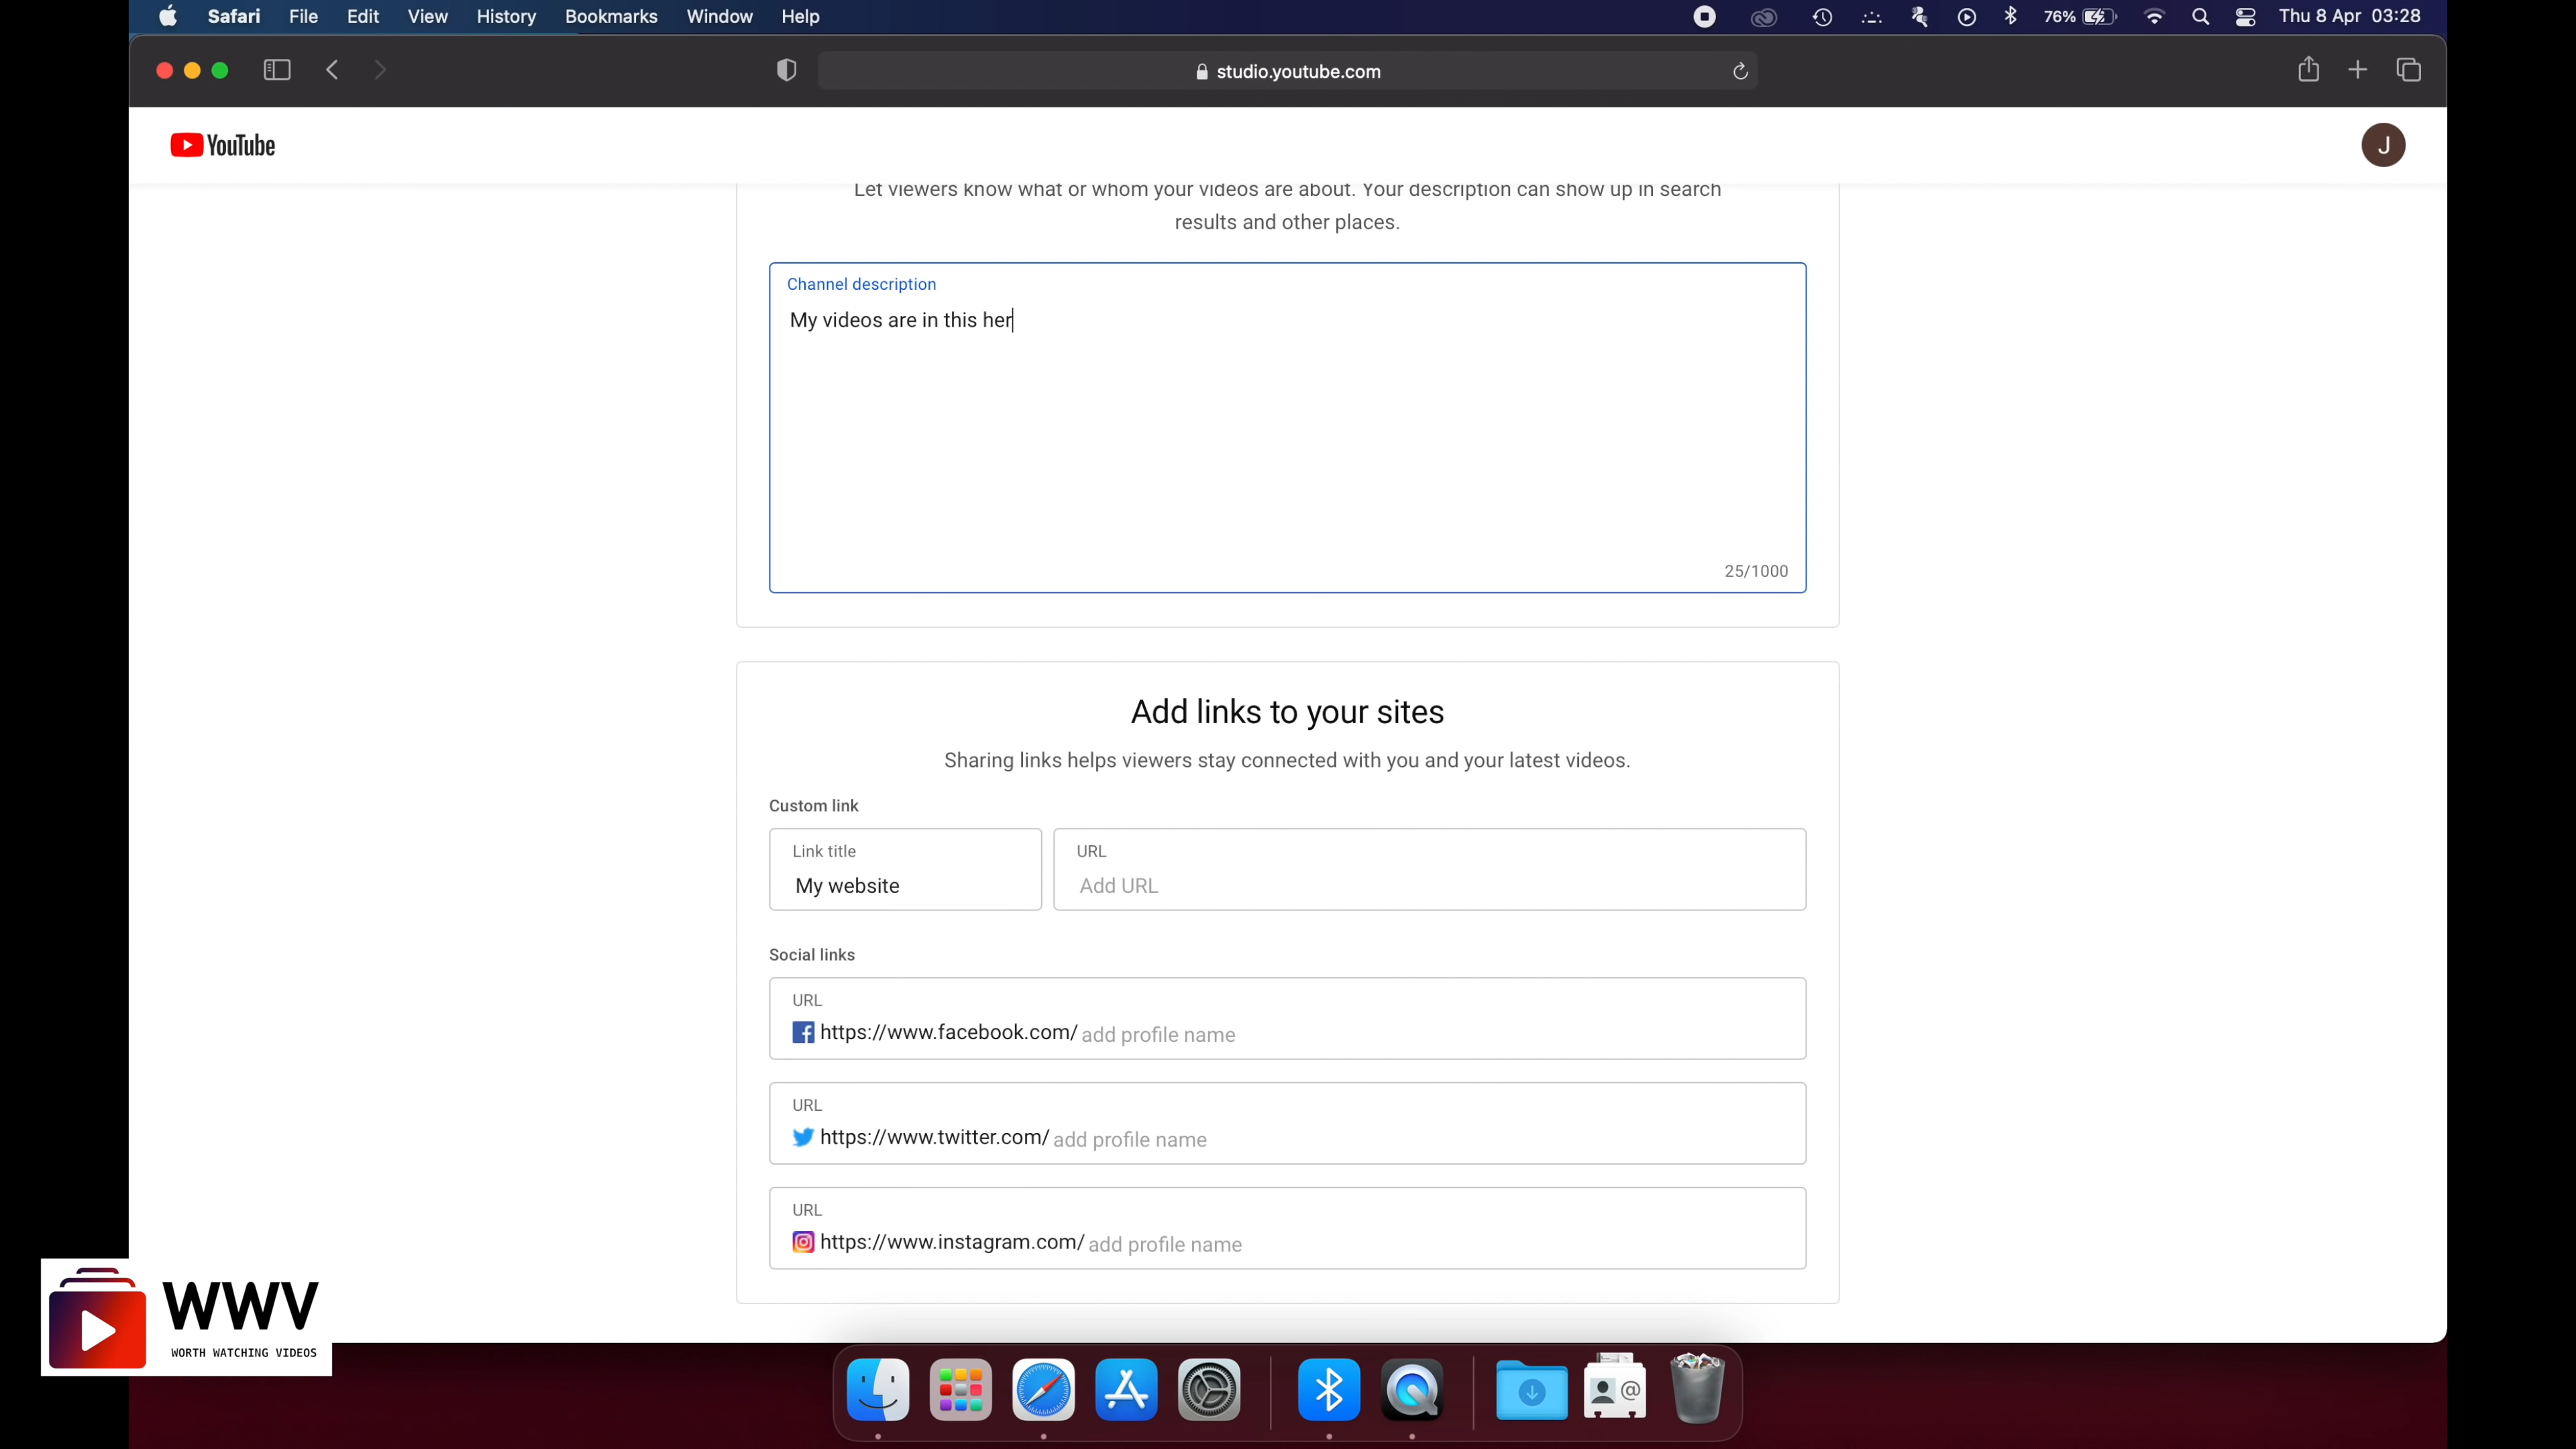 Safari File Edit View History Bookmarks Window Help 76% Thu 8 Apr 03:28
studio.youtube.com
YouTube J
Let viewers know what or whom your videos are about. Your description can show up in search
results and other places.
Channel description
My videos are in this her
25/1000
Add links to your sites
Sharing links helps viewers stay connected with you and your latest videos.
Custom link
Link title URL
My website Add URL
Social links
URL
https://www.facebook.com/ add profile name
URL
https://www.twitter.com/ add profile name
URL
https://www.instagram.com/ add profile name
WWV
WORTH WATCHING VIDEOS